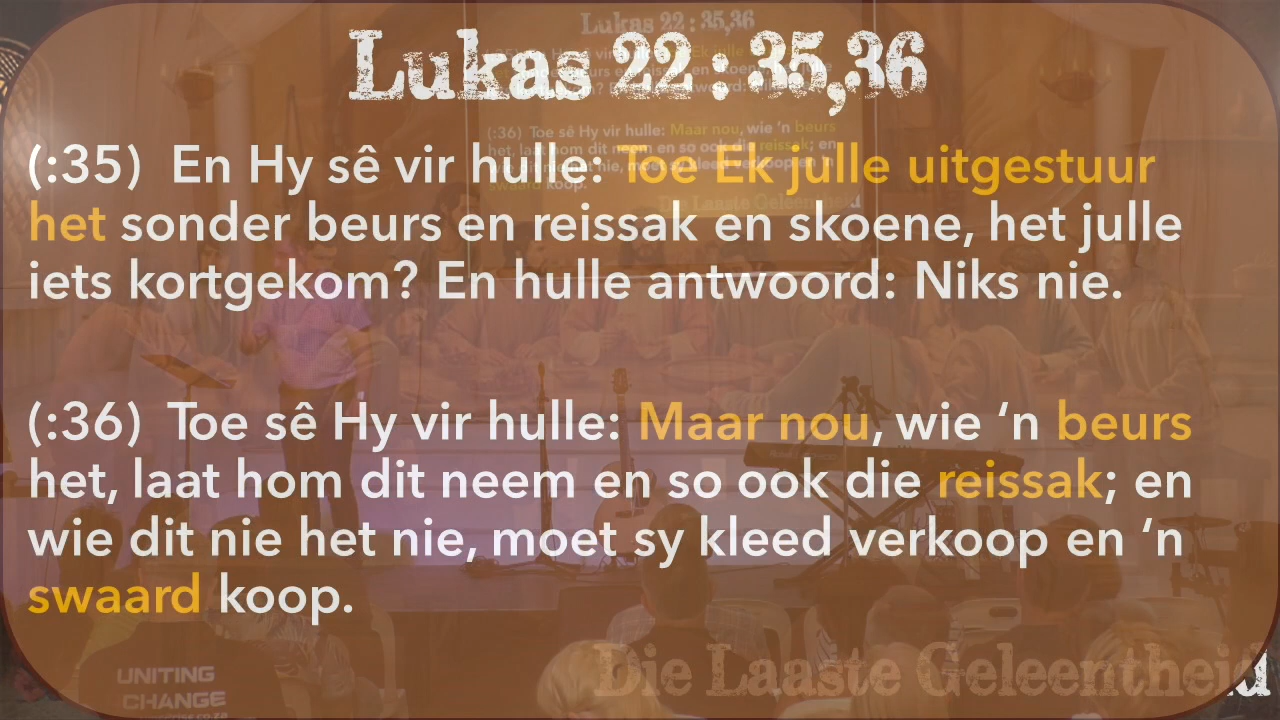 Lukas 22 : 35,36
(:35) En Hy sê vir hulle: Toe Ek julle uitgestuur
het sonder beurs en reissak en skoene, het julle
iets kortgekom? En hulle antwoord: Niks nie.
(:36) Toe sê Hy vir hulle: Maar nou, wie ‘n beurs
het, laat hom dit neem en so ook die reissak; en
wie dit nie het nie, moet sy kleed verkoop en ‘n
swaard koop.
Die Laaste Geleentheid
UNITING
CHANGE